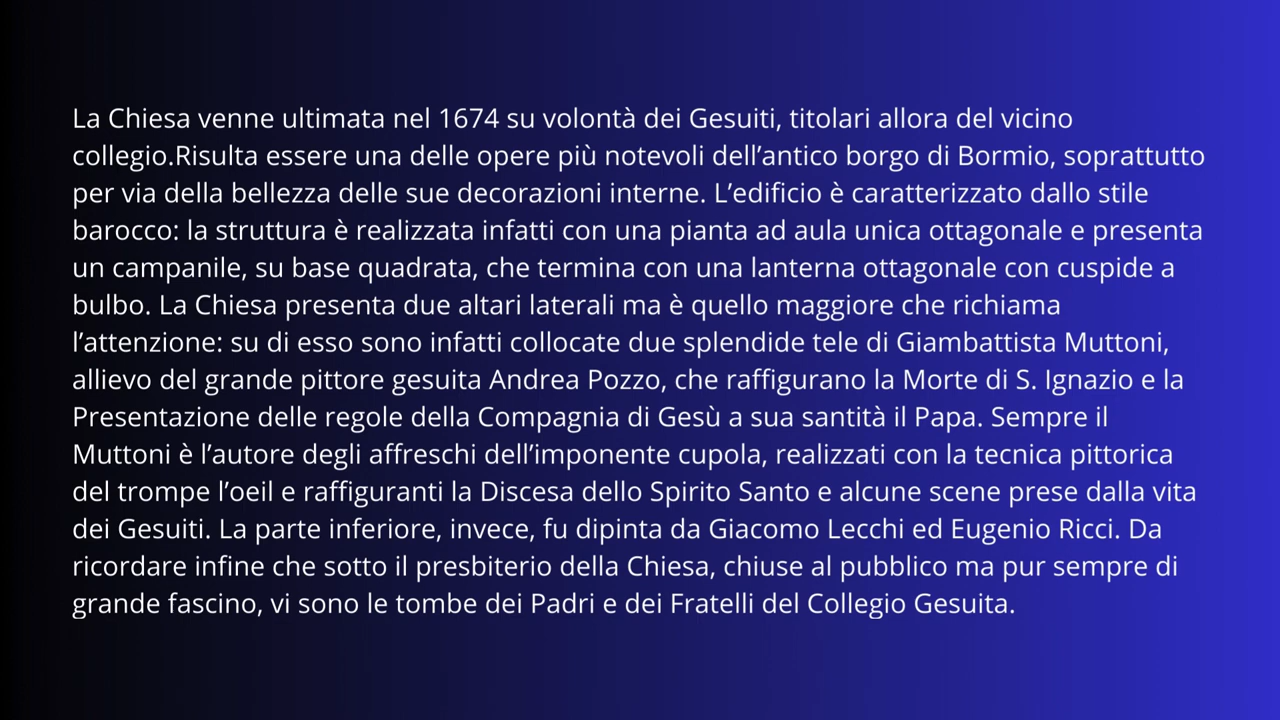 La Chiesa venne ultimata nel 1674 su volontà dei Gesuiti, titolari allora del vicino
collegio.Risulta essere una delle opere più notevoli dell’antico borgo di Bormio, soprattutto
per via della bellezza delle sue decorazioni interne. L’edificio è caratterizzato dallo stile
barocco: la struttura è realizzata infatti con una pianta ad aula unica ottagonale e presenta
un campanile, su base quadrata, che termina con una lanterna ottagonale con cuspide a
bulbo. La Chiesa presenta due altari laterali ma è quello maggiore che richiama
l’attenzione: su di esso sono infatti collocate due splendide tele di Giambattista Muttoni,
allievo del grande pittore gesuita Andrea Pozzo, che raffigurano la Morte di S. Ignazio e la
Presentazione delle regole della Compagnia di Gesù a sua santità il Papa. Sempre il
Muttoni è l’autore degli affreschi dell’imponente cupola, realizzati con la tecnica pittorica
del trompe l’oeil e raffiguranti la Discesa dello Spirito Santo e alcune scene prese dalla vita
dei Gesuiti. La parte inferiore, invece, fu dipinta da Giacomo Lecchi ed Eugenio Ricci. Da
ricordare infine che sotto il presbiterio della Chiesa, chiuse al pubblico ma pur sempre di
grande fascino, vi sono le tombe dei Padri e dei Fratelli del Collegio Gesuita.